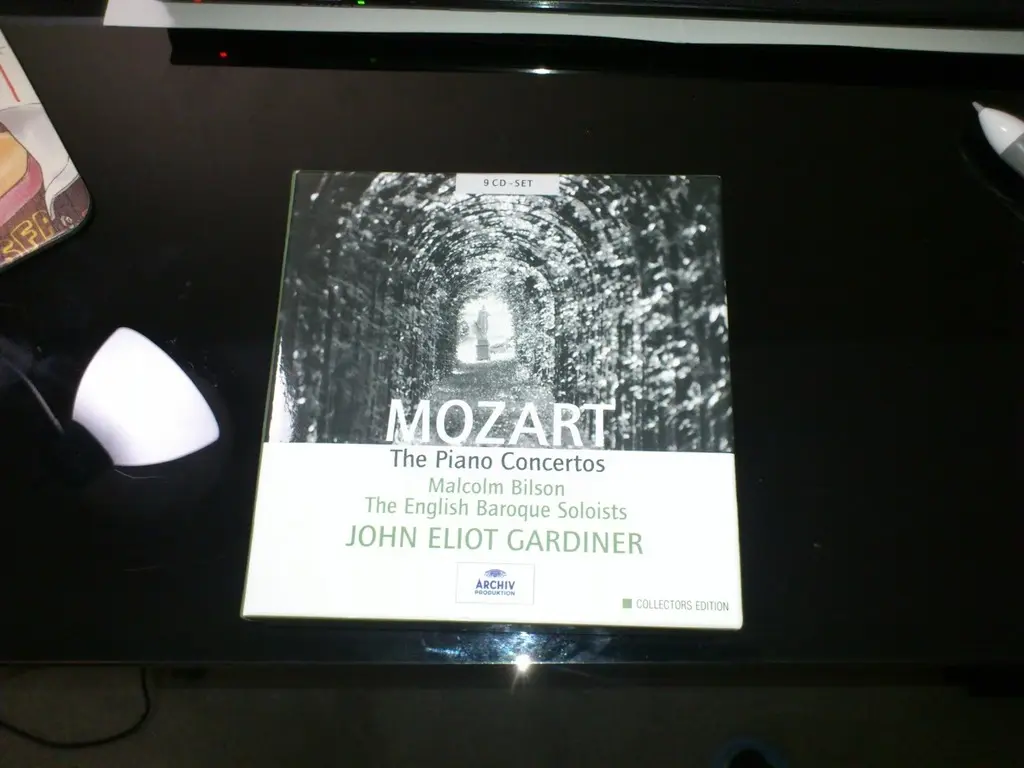 9 CD-SET
MOZART
The Piano Concertos
Malcolm Bilson
The English Baroque Soloists
JOHN ELIOT GARDINER
ARCHIV
PRODUKTION
COLLECTORS EDITION